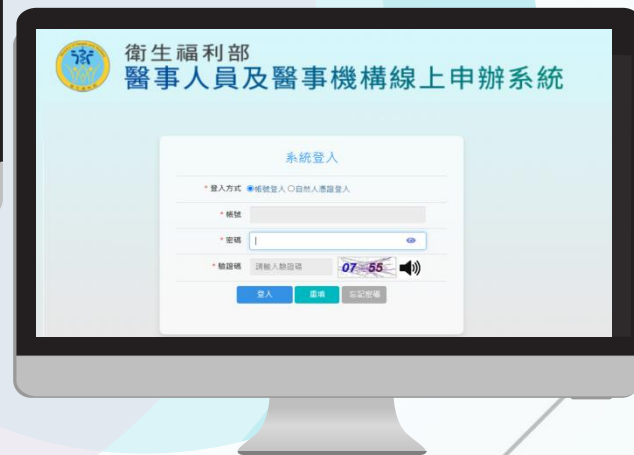 衛生福利部
醫事人員及醫事機構線上申辦系統
系統登入
* 登入方式 帳號登入 自然人憑證登入
* 帳號
* 密碼
* 驗證碼 請輸入驗證碼 07 55
登入 重填 忘記密碼